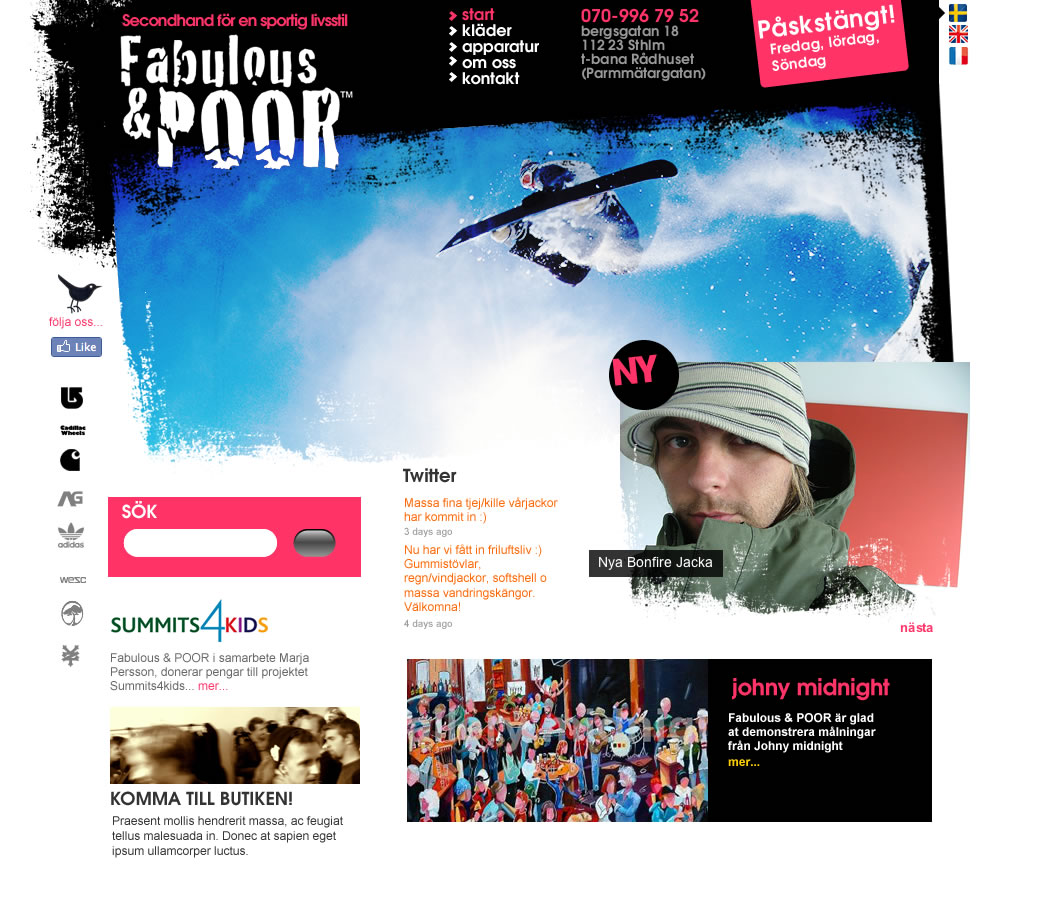 Secondhand för en sportig livsstil
Fabulous
&POOR™
start
kläder
apparatur
om oss
kontakt
070-996 79 52
bergsgatan 18
112 23 Sthlm
t-bana Rådhuset
(Parmmätargatan)
Påskstängt!
Fredag, lördag,
Söndag
följa oss...
Like
Cadillac
Wheels
adidas
wesc
NY
Nya Bonfire Jacka
nästa
SÖK
Twitter
Massa fina tjej/kille vårjackor
har kommit in :)
3 days ago
Nu har vi fått in friluftsliv :)
Gummistövlar,
regn/vindjackor, softshell o
massa vandringskängor.
Välkomna!
4 days ago
SUMMITS4KIDS
Fabulous & POOR i samarbete Marja
Persson, donerar pengar till projektet
Summits4kids... mer...
KOMMA TILL BUTIKEN!
Praesent mollis hendrerit massa, ac feugiat
tellus malesuada in. Donec at sapien eget
ipsum ullamcorper luctus.
johny midnight
Fabulous & POOR är glad
at demonstrera målningar
från Johny midnight
mer...